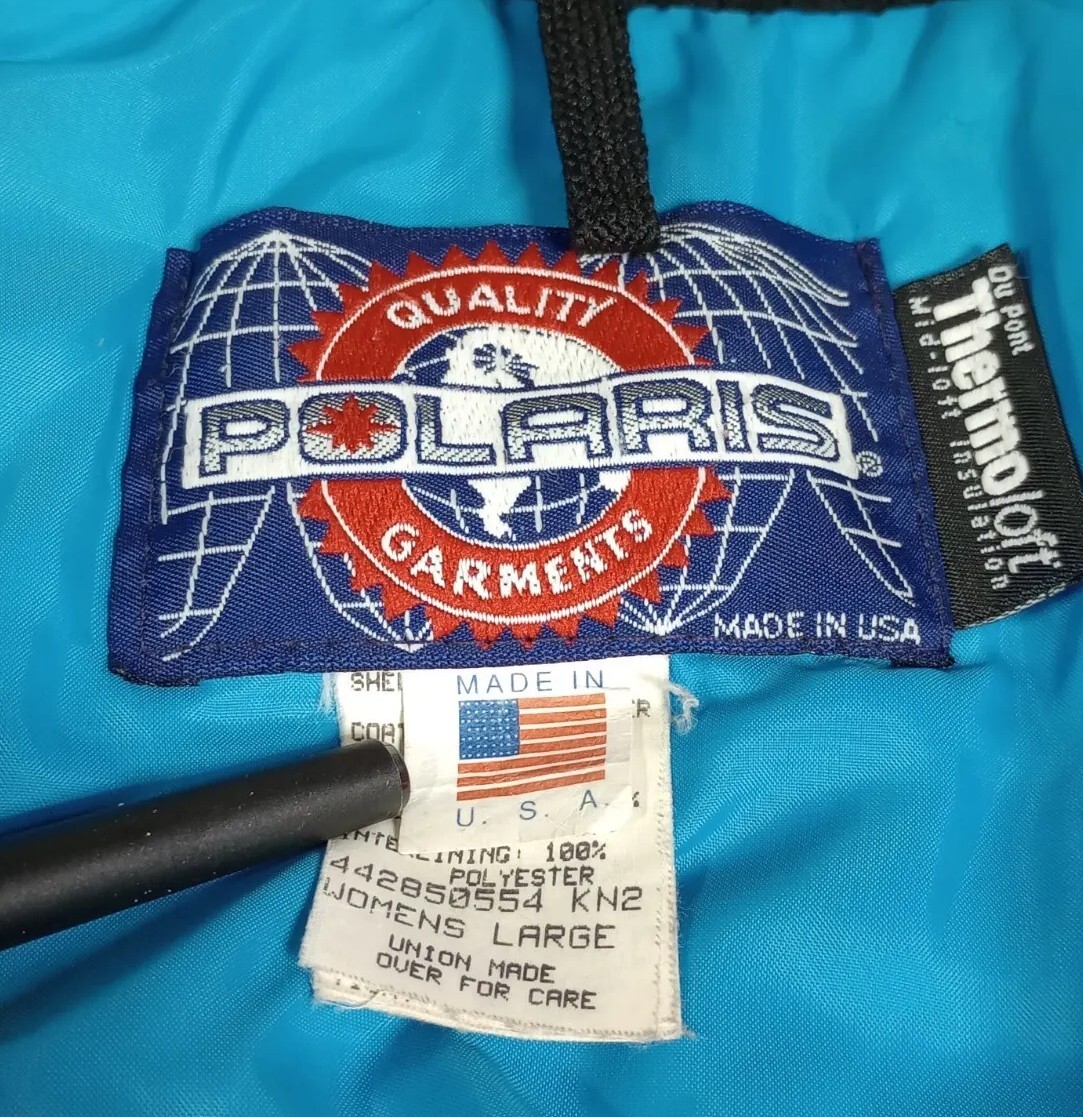 QUALITY
POLARIS®
GARMENTS
MADE IN USA
DU PONT
Thermoloft
Mid-loft insulation
MADE IN
U. S. A.
INTERLINING: 100%
POLYESTER
442850554 KN2
WOMENS LARGE
UNION MADE
OVER FOR CARE